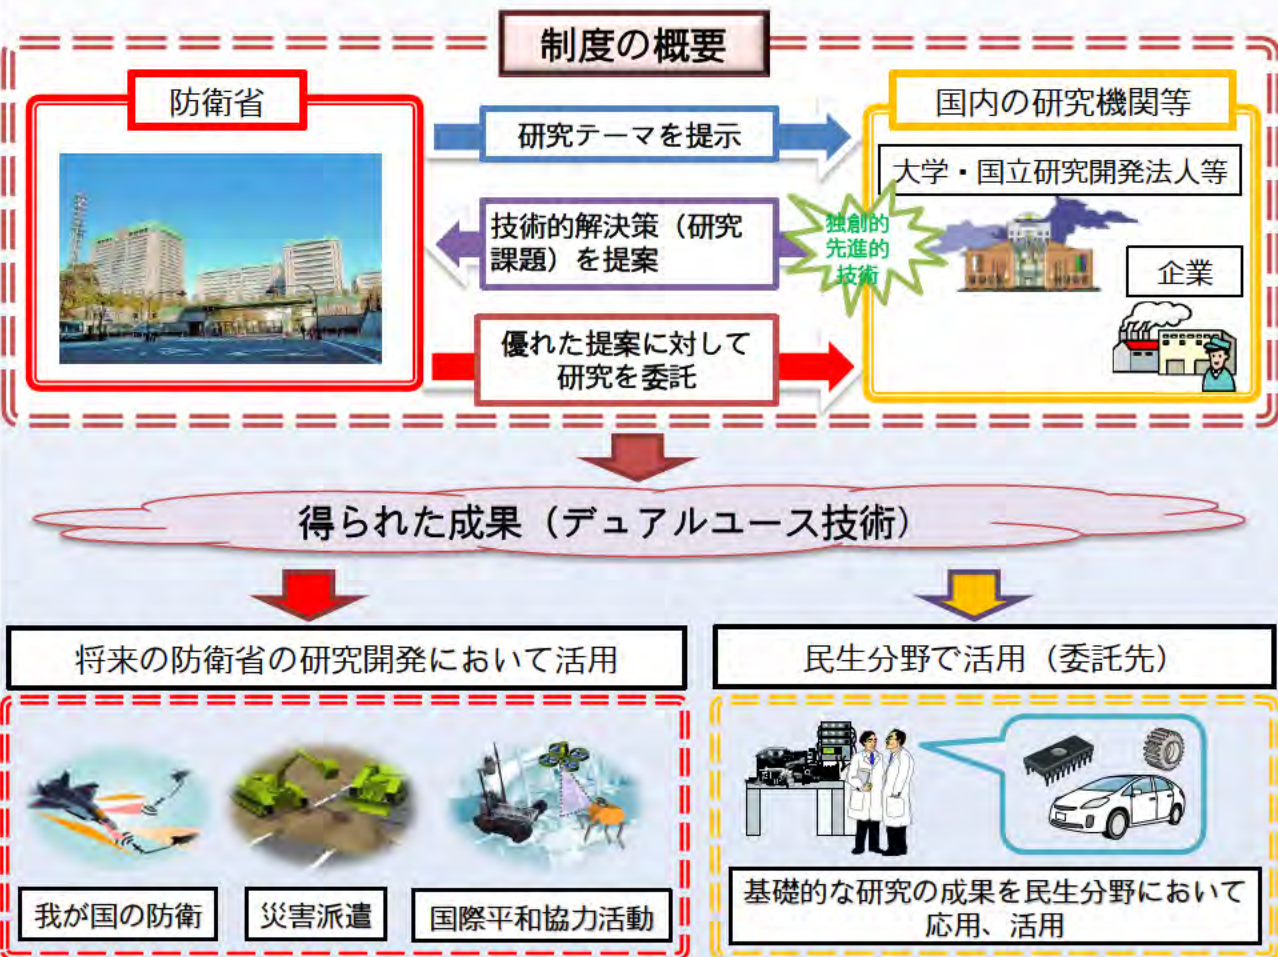 制度の概要
防衛省
国内の研究機関等
研究テーマを提示
大学・国立研究開発法人等
技術的解決策（研究
課題）を提案
独創的
先進的
技術
企業
優れた提案に対して
研究を委託
得られた成果（デュアルユース技術）
将来の防衛省の研究開発において活用
民生分野で活用（委託先）
我が国の防衛
災害派遣
国際平和協力活動
基礎的な研究の成果を民生分野において
応用、活用